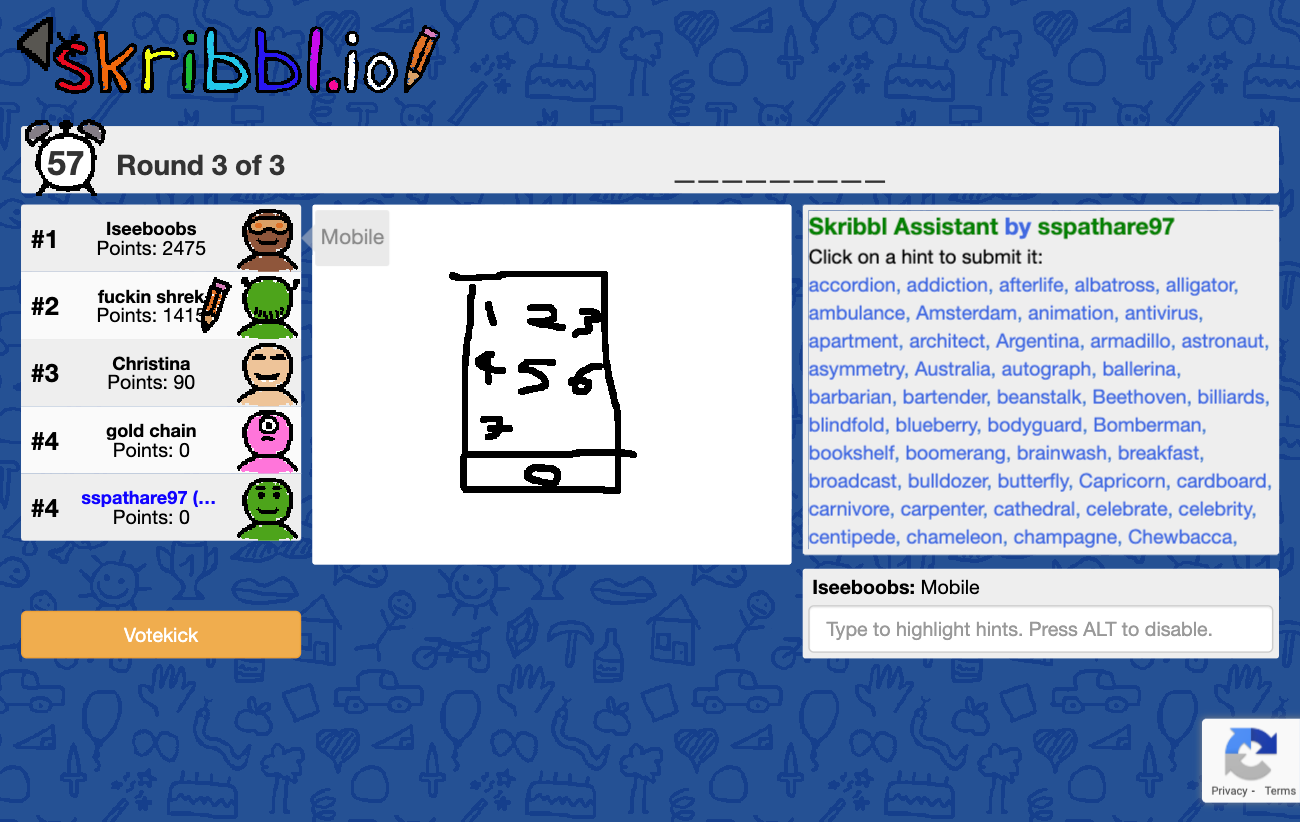 skribbl.io
57
Round 3 of 3
_ _ _ _ _ _ _ _ _
#1
Iseeboobs
Points: 2475
#2
fuckin shrek
Points: 1415
#3
Christina
Points: 90
#4
gold chain
Points: 0
#4
sspathare97 (...
Points: 0
Votekick
Mobile
1 2 3
4 5 6
7
0
Skribbl Assistant by sspathare97
Click on a hint to submit it:
accordion, addiction, afterlife, albatross, alligator,
ambulance, Amsterdam, animation, antivirus,
apartment, architect, Argentina, armadillo, astronaut,
asymmetry, Australia, autograph, ballerina,
barbarian, bartender, beanstalk, Beethoven, billiards,
blindfold, blueberry, bodyguard, Bomberman,
bookshelf, boomerang, brainwash, breakfast,
broadcast, bulldozer, butterfly, Capricorn, cardboard,
carnivore, carpenter, cathedral, celebrate, celebrity,
centipede, chameleon, champagne, Chewbacca,
Iseeboobs: Mobile
Type to highlight hints. Press ALT to disable.
Privacy - Terms